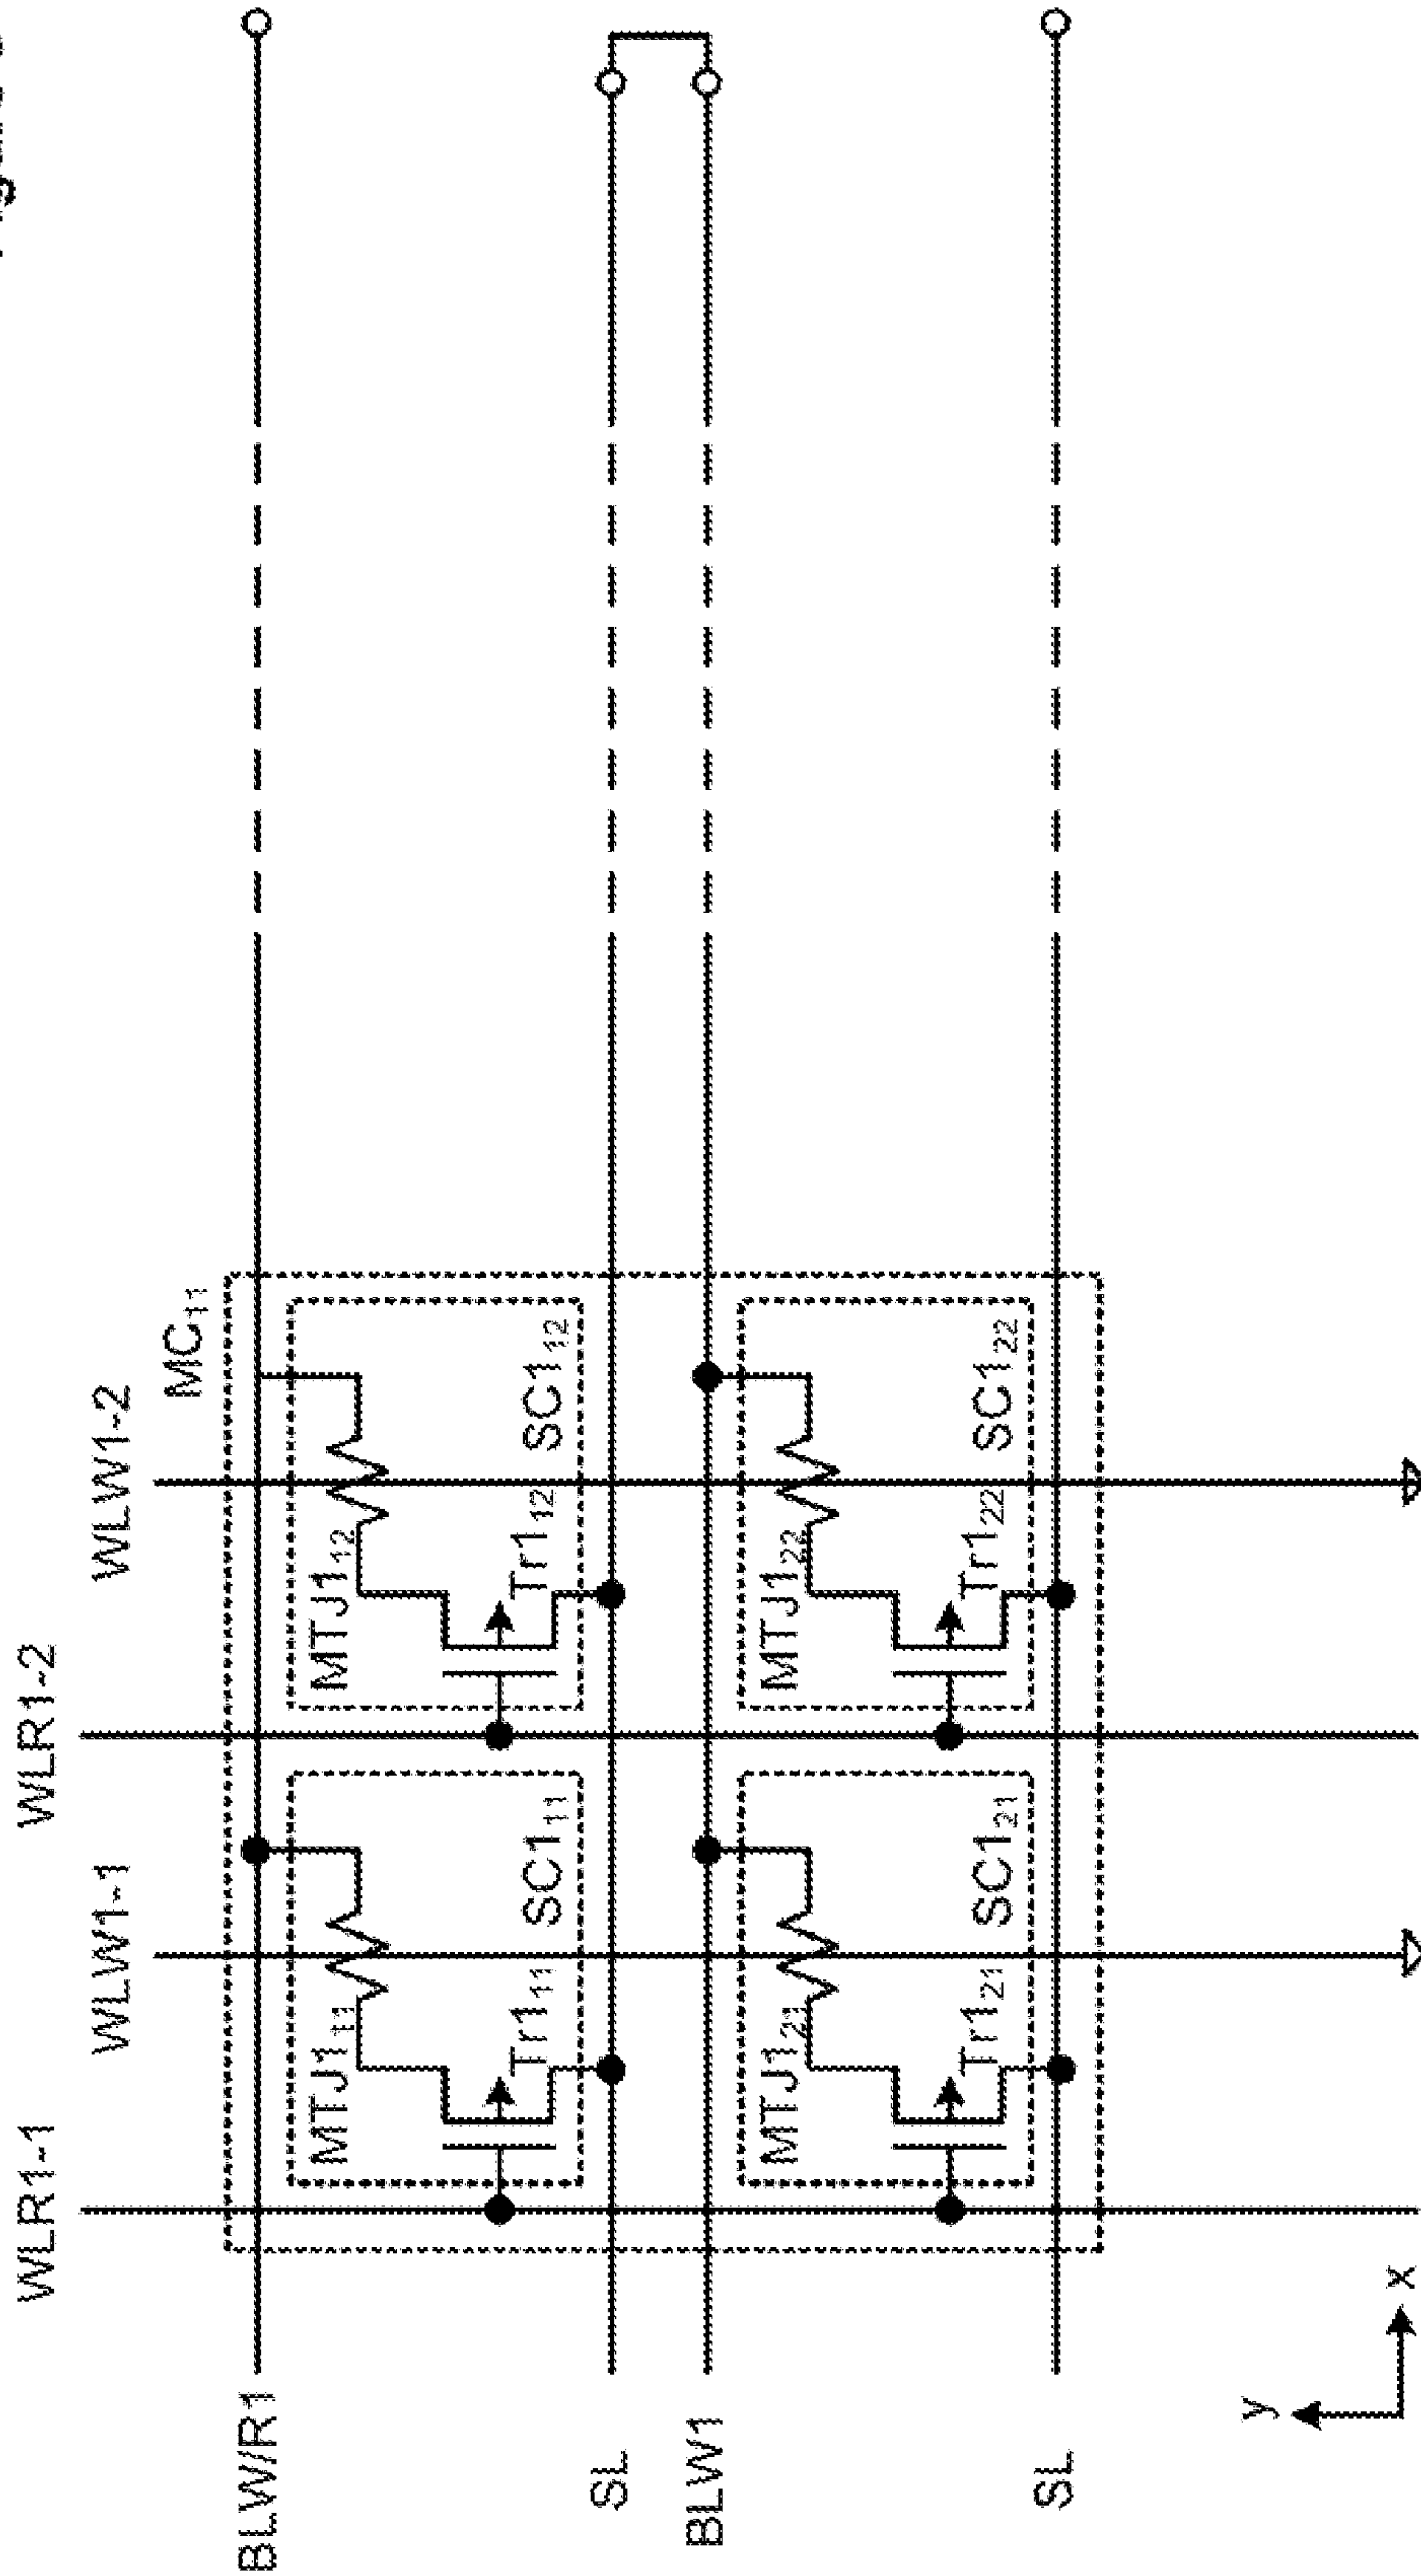 WLR1-1
WLW1-1
WLR1-2
WLW1-2
MC11
BLW/R1
MTJ111
Tr111
SC111
MTJ112
Tr112
SC112
SL
BLW1
MTJ121
Tr121
SC121
MTJ122
Tr122
SC122
SL
y
x